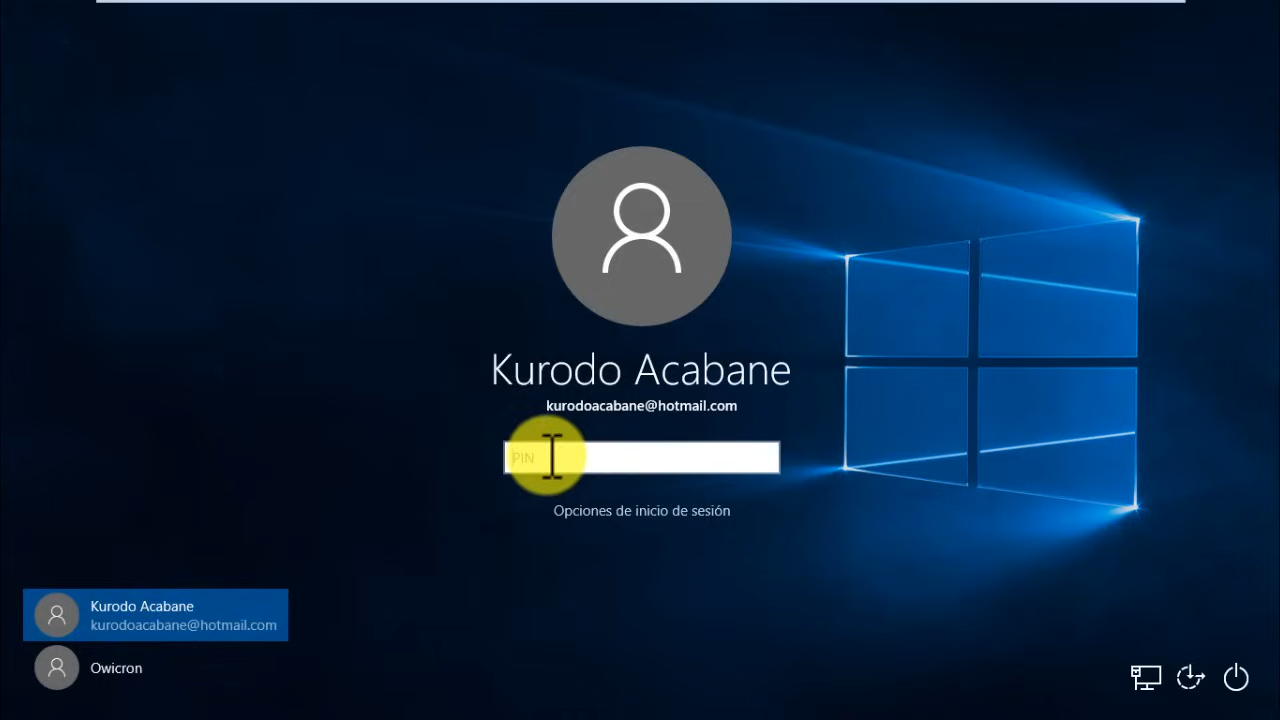 Kurodo Acabane
kurodoacabane@hotmail.com
PIN
Opciones de inicio de sesión
Kurodo Acabane
kurodoacabane@hotmail.com
Owicron